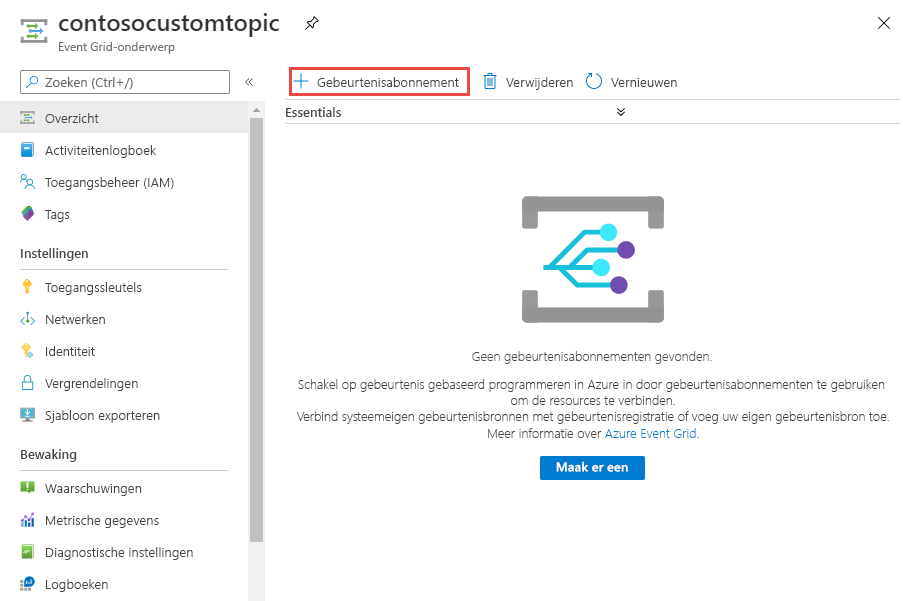 contosocustomtopic
Event Grid-onderwerp
Zoeken (Ctrl+/)
Overzicht
Activiteitenlogboek
Toegangsbeheer (IAM)
Tags
Instellingen
Toegangssleutels
Netwerken
Identiteit
Vergrendelingen
Sjabloon exporteren
Bewaking
Waarschuwingen
Metrische gegevens
Diagnostische instellingen
Logboeken
Gebeurtenisabonnement
Verwijderen
Vernieuwen
Essentials
Geen gebeurtenisabonnementen gevonden.
Schakel op gebeurtenis gebaseerd programmeren in Azure in door gebeurtenisabonnementen te gebruiken
om de resources te verbinden.
Verbind systeemeigen gebeurtenisbronnen met gebeurtenisregistratie of voeg uw eigen gebeurtenisbron toe.
Meer informatie over Azure Event Grid.
Maak er een